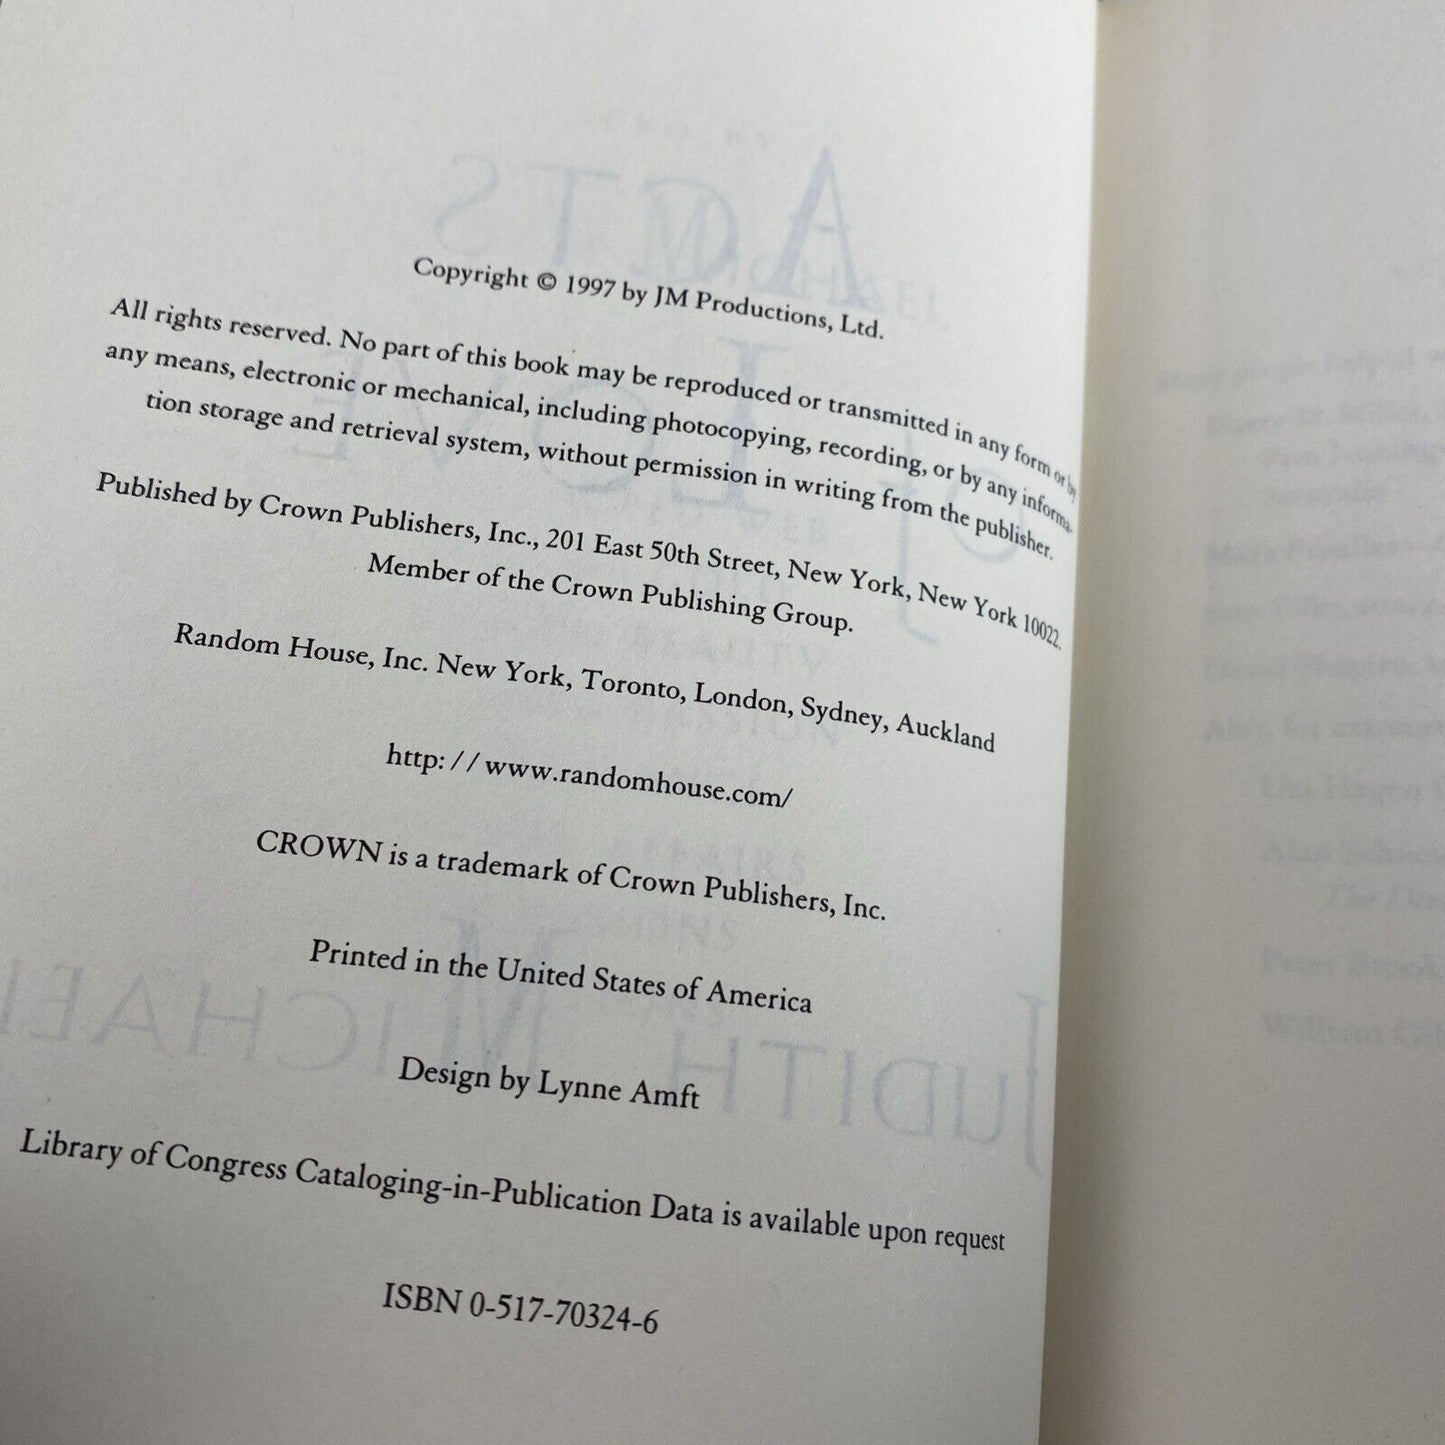 Copyright © 1997 by JM Productions, Ltd.
All rights reserved. No part of this book may be reproduced or transmitted in any form or by
any means, electronic or mechanical, including photocopying, recording, or by any informa-
tion storage and retrieval system, without permission in writing from the publisher.
Published by Crown Publishers, Inc., 201 East 50th Street, New York, New York 10022.
Member of the Crown Publishing Group.
Random House, Inc. New York, Toronto, London, Sydney, Auckland
http: / / www.randomhouse.com/
CROWN is a trademark of Crown Publishers, Inc.
Printed in the United States of America
Design by Lynne Amft
Library of Congress Cataloging-in-Publication Data is available upon request
ISBN 0-517-70324-6
ACTS
OF
LOVE
JUDITH MICHAEL